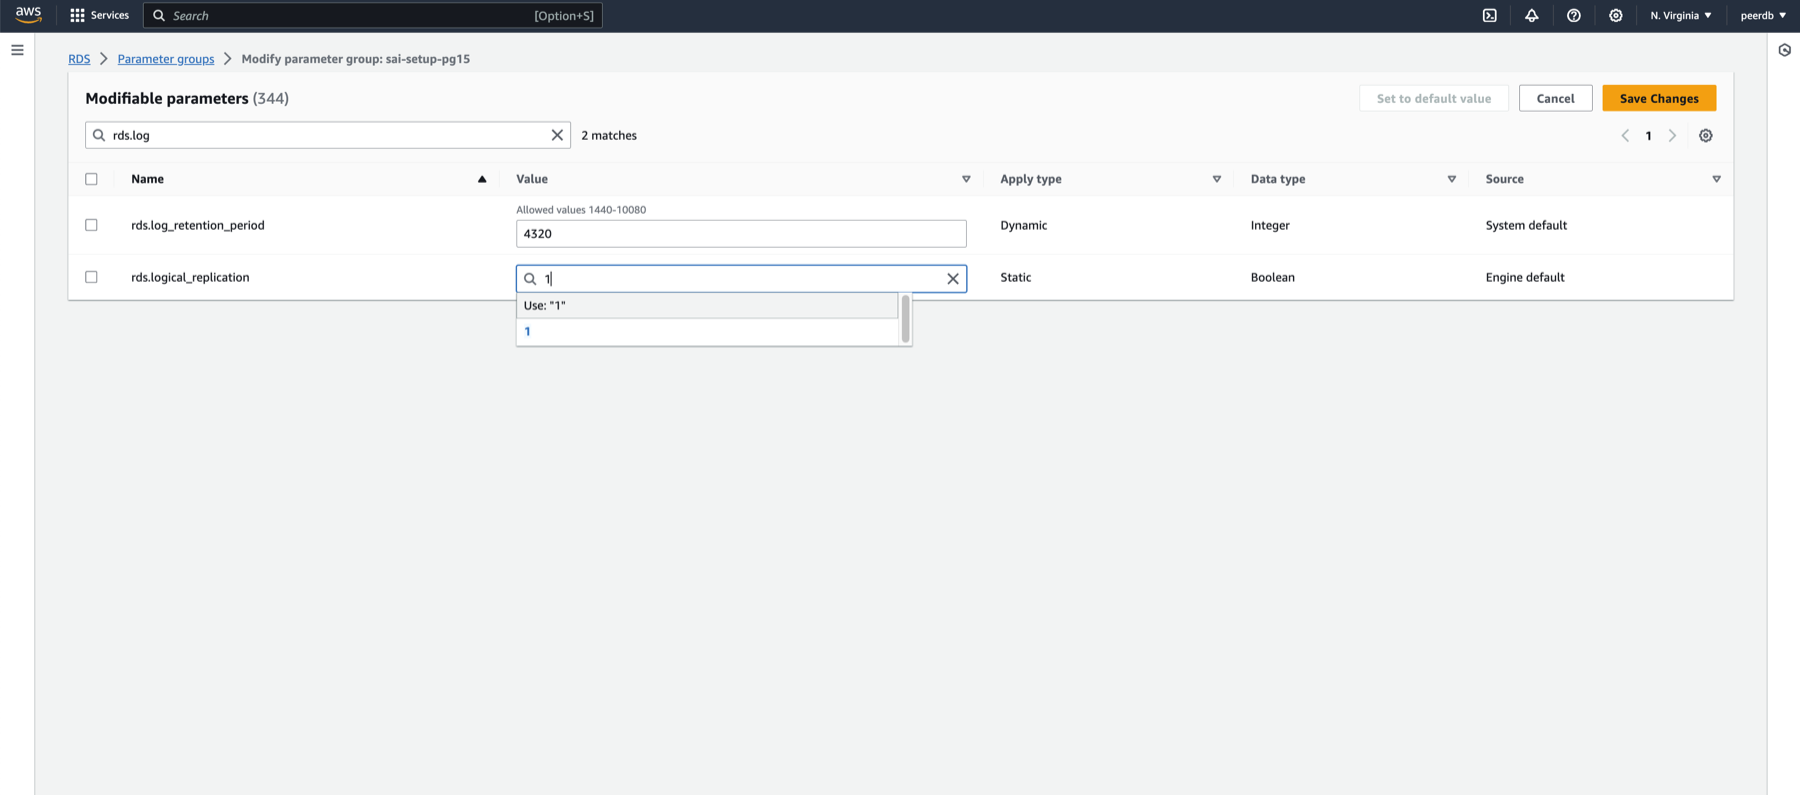 aws Services Search [Option+S] N. Virginia ▼ peerdb ▼
RDS > Parameter groups > Modify parameter group: sai-setup-pg15
Modifiable parameters (344) Set to default value Cancel Save Changes
rds.log 2 matches 1
Name Value Apply type Data type Source
Allowed values 1440-10080
rds.log_retention_period 4320 Dynamic Integer System default
rds.logical_replication 1 Static Boolean Engine default
Use: "1"
1